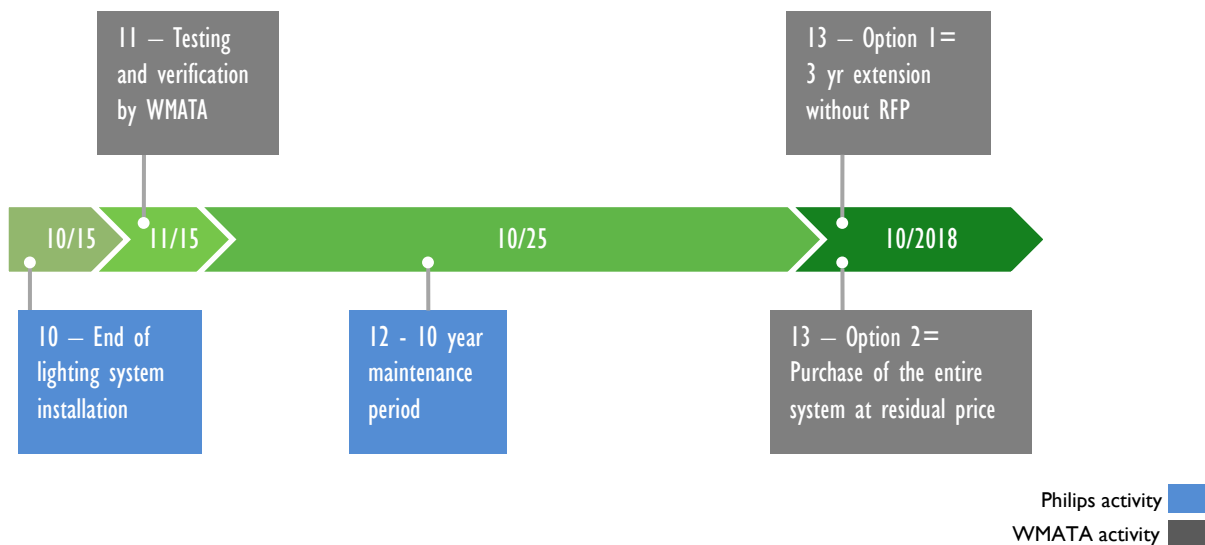 11 – Testing
and verification
by WMATA
13 – Option 1=
3 yr extension
without RFP
10/15
11/15
10/25
10/2018
10 – End of
lighting system
installation
12 - 10 year
maintenance
period
13 – Option 2=
Purchase of the entire
system at residual price
Philips activity
WMATA activity